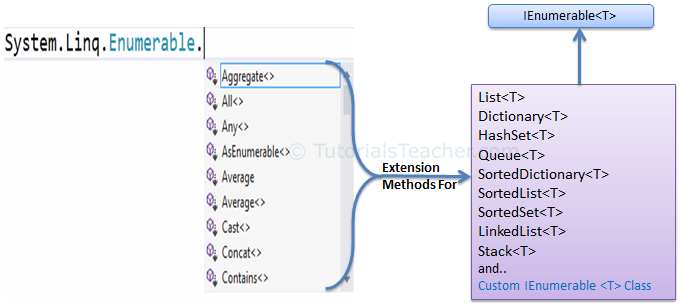 System.Linq.Enumerable.
Aggregate<>
All<>
Any<>
AsEnumerable<>
Average
Average<>
Cast<>
Concat<>
Contains<>
© TutorialsTeacher.com
Extension
Methods For
IEnumerable<T>
List<T>
Dictionary<T>
HashSet<T>
Queue<T>
SortedDictionary<T>
SortedList<T>
SortedSet<T>
LinkedList<T>
Stack<T>
and..
Custom IEnumerable <T> Class